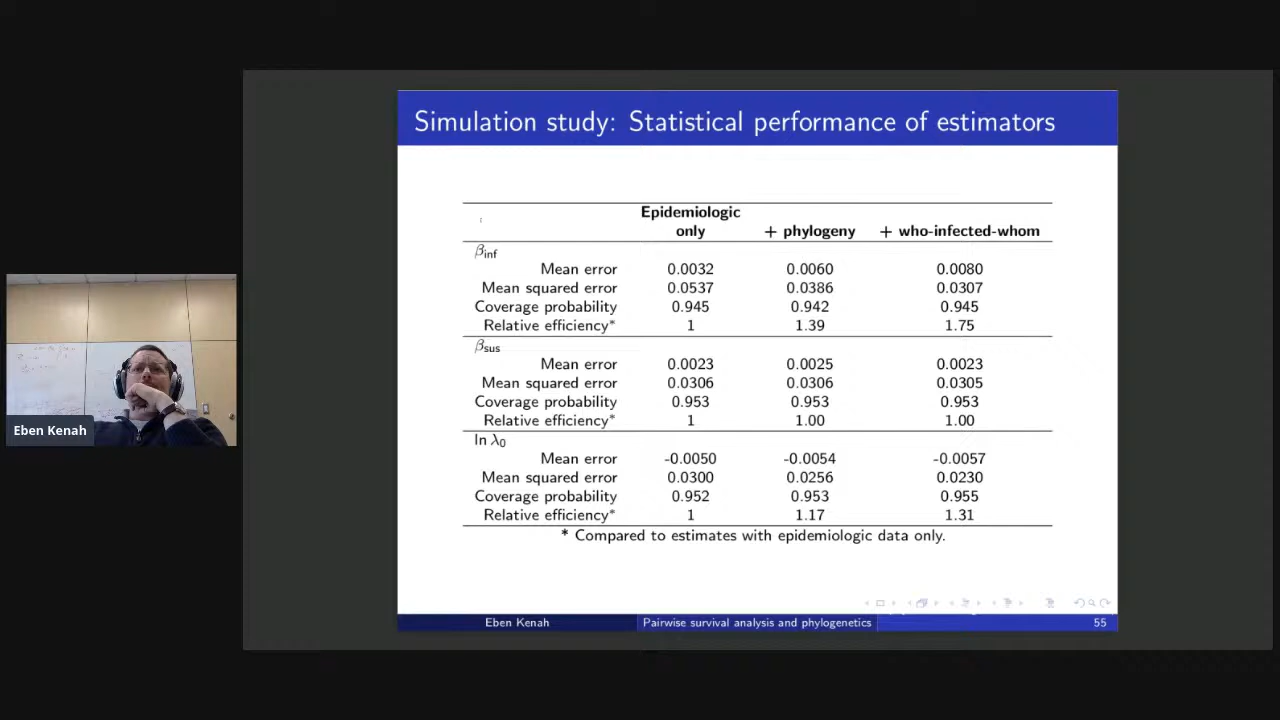 Simulation study: Statistical performance of estimators
Epidemiologic
only + phylogeny + who-infected-whom
β_inf
Mean error 0.0032 0.0060 0.0080
Mean squared error 0.0537 0.0386 0.0307
Coverage probability 0.945 0.942 0.945
Relative efficiency* 1 1.39 1.75
β_sus
Mean error 0.0023 0.0025 0.0023
Mean squared error 0.0306 0.0306 0.0305
Coverage probability 0.953 0.953 0.953
Relative efficiency* 1 1.00 1.00
ln λ₀
Mean error -0.0050 -0.0054 -0.0057
Mean squared error 0.0300 0.0256 0.0230
Coverage probability 0.952 0.953 0.955
Relative efficiency* 1 1.17 1.31
* Compared to estimates with epidemiologic data only.
Eben Kenah Pairwise survival analysis and phylogenetics 55
Eben Kenah